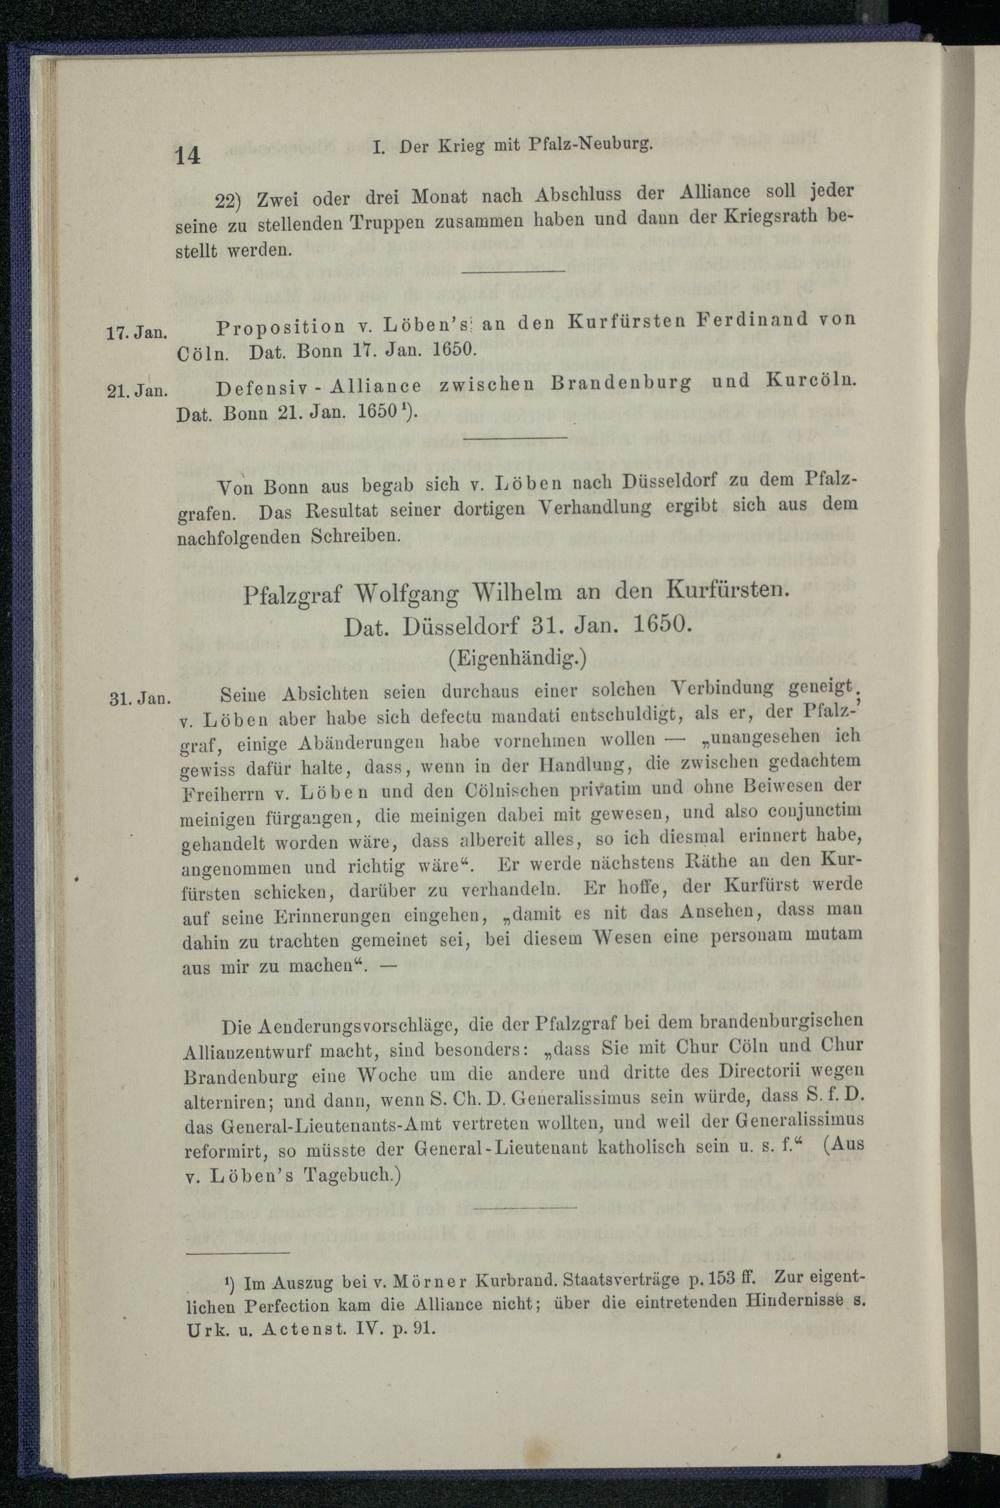 14 I. Der Krieg mit Pfalz-Neuburg.
22) Zwei oder drei Monat nach Abschluss der Alliance soll jeder
seine zu stellenden Truppen zusammen haben und dann der Kriegsrath be-
stellt werden.
17. Jan. Proposition v. Löben's an den Kurfürsten Ferdinand von
Cöln. Dat. Bonn 17. Jan. 1650.
21. Jan. Defensiv-Alliance zwischen Brandenburg und Kurcöln.
Dat. Bonn 21. Jan. 1650¹).
Von Bonn aus begab sich v. Löben nach Düsseldorf zu dem Pfalz-
grafen. Das Resultat seiner dortigen Verhandlung ergibt sich aus dem
nachfolgenden Schreiben.
Pfalzgraf Wolfgang Wilhelm an den Kurfürsten.
Dat. Düsseldorf 31. Jan. 1650.
(Eigenhändig.)
31. Jan. Seine Absichten seien durchaus einer solchen Verbindung geneigt,
v. Löben aber habe sich defectu mandati entschuldigt, als er, der Pfalz-
graf, einige Abänderungen habe vornehmen wollen — „unangesehen ich
gewiss dafür halte, dass, wenn in der Handlung, die zwischen gedachtem
Freiherrn v. Löben und den Cölnischen privatim und ohne Beiwesen der
meinigen fürgangen, die meinigen dabei mit gewesen, und also conjunctim
gehandelt worden wäre, dass albereit alles, so ich diesmal erinnert habe,
angenommen und richtig wäre“. Er werde nächstens Räthe an den Kur-
fürsten schicken, darüber zu verhandeln. Er hoffe, der Kurfürst werde
auf seine Erinnerungen eingehen, „damit es nit das Ansehen, dass man
dahin zu trachten gemeinet sei, bei diesem Wesen eine personam mutam
aus mir zu machen“. —
Die Aenderungsvorschläge, die der Pfalzgraf bei dem brandenburgischen
Allianzentwurf macht, sind besonders: „dass Sie mit Chur Cöln und Chur
Brandenburg eine Woche um die andere und dritte des Directorii wegen
alterniren; und dann, wenn S. Ch. D. Generalissimus sein würde, dass S. f. D.
das General-Lieutenants-Amt vertreten wollten, und weil der Generalissimus
reformirt, so müsste der General-Lieutenant katholisch sein u. s. f.“ (Aus
v. Löben's Tagebuch.)
¹) Im Auszug bei v. Mörner Kurbrand. Staatsverträge p. 153 ff. Zur eigent-
lichen Perfection kam die Alliance nicht; über die eintretenden Hindernisse s.
Urk. u. Actenst. IV. p. 91.